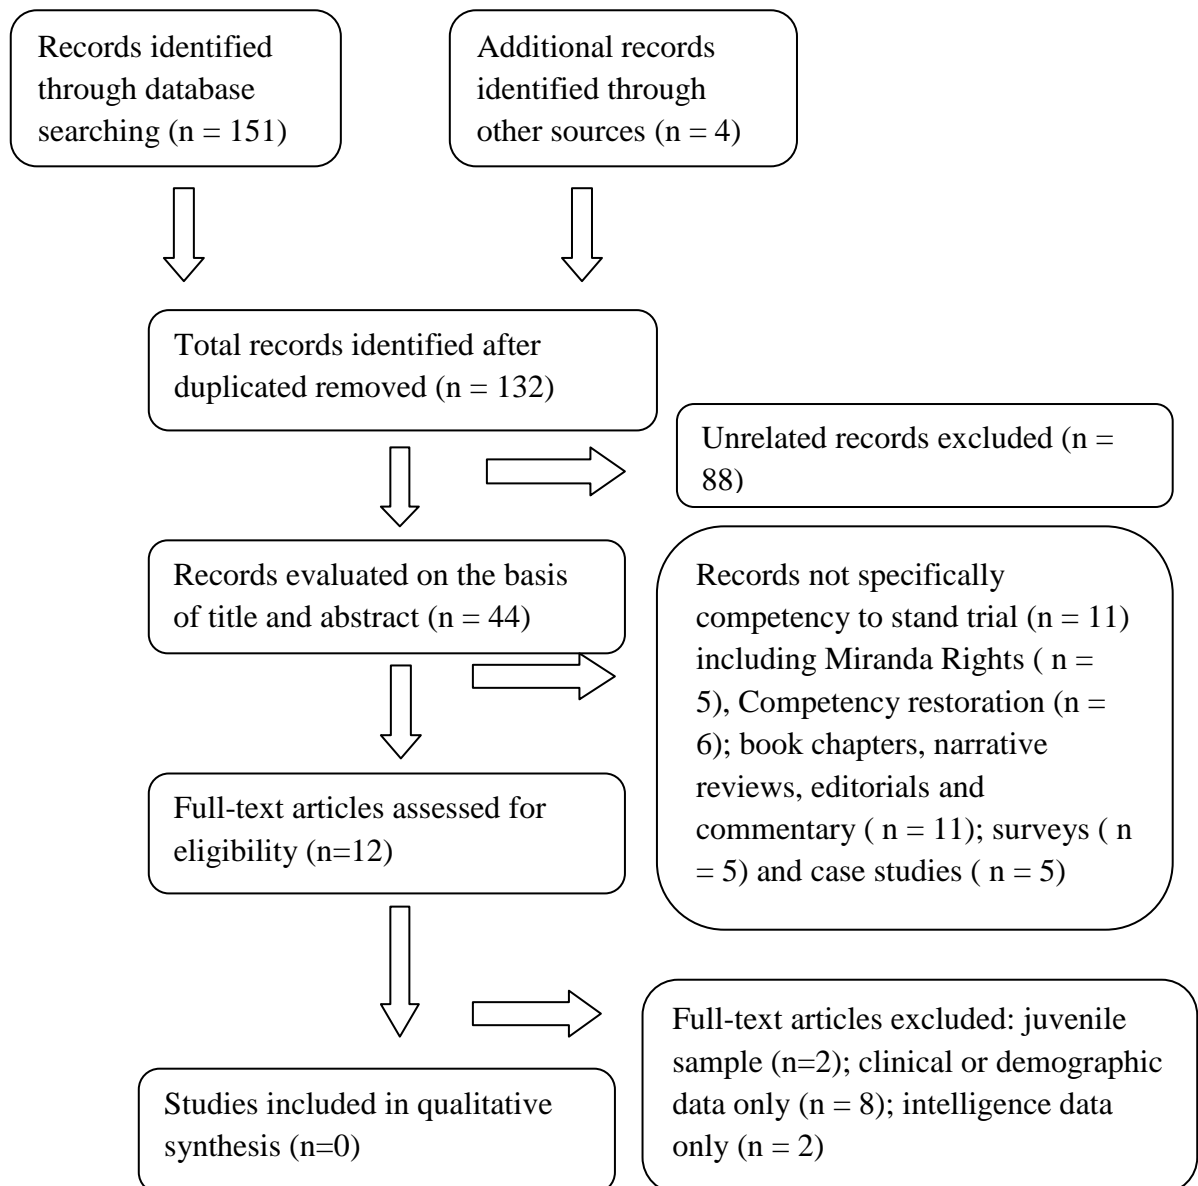 Records identified
through database
searching (n = 151)
Additional records
identified through
other sources (n = 4)
Total records identified after
duplicated removed (n = 132)
Unrelated records excluded (n =
88)
Records evaluated on the basis
of title and abstract (n = 44)
Records not specifically
competency to stand trial (n = 11)
including Miranda Rights ( n =
5), Competency restoration (n =
6); book chapters, narrative
reviews, editorials and
commentary ( n = 11); surveys ( n
= 5) and case studies ( n = 5)
Full-text articles assessed for
eligibility (n=12)
Full-text articles excluded: juvenile
sample (n=2); clinical or demographic
data only (n = 8); intelligence data
only (n = 2)
Studies included in qualitative
synthesis (n=0)